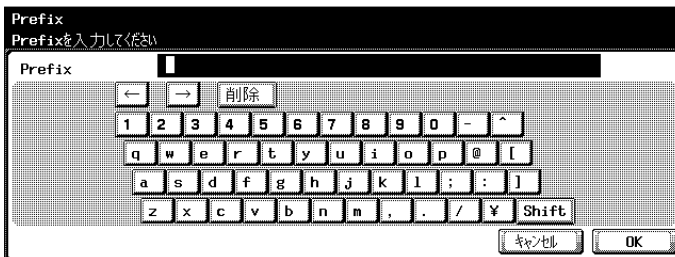 Prefix
Prefixを入力してください
Prefix
← → 削除
1 2 3 4 5 6 7 8 9 0 - ^
q w e r t y u i o p @ [
a s d f g h j k l ; : ]
z x c v b n m , . / ¥ Shift
キャンセル OK